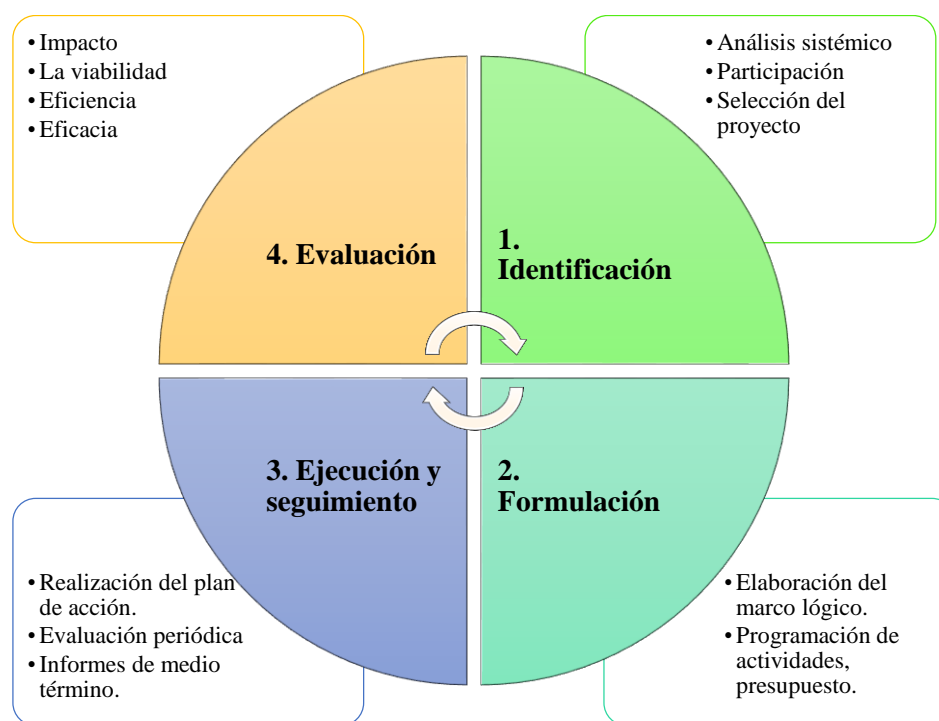 • Impacto
• La viabilidad
• Eficiencia
• Eficacia
• Análisis sistémico
• Participación
• Selección del
proyecto
4. Evaluación
1.
Identificación
3. Ejecución y
seguimiento
2.
Formulación
• Realización del plan
de acción.
• Evaluación periódica
• Informes de medio
término.
• Elaboración del
marco lógico.
• Programación de
actividades,
presupuesto.